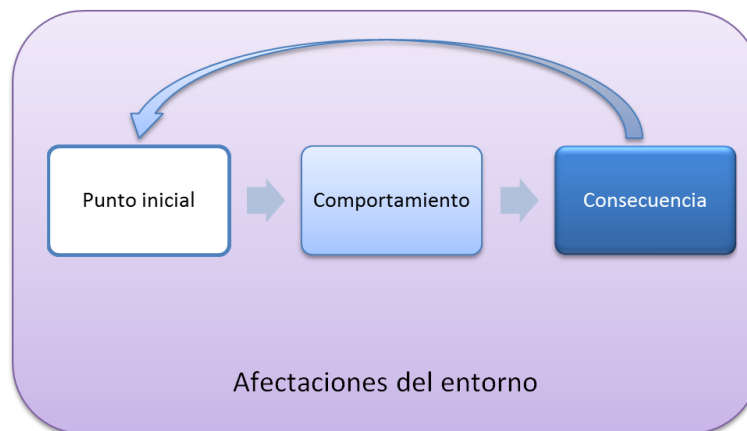 Punto inicial
Comportamiento
Consecuencia
Afectaciones del entorno